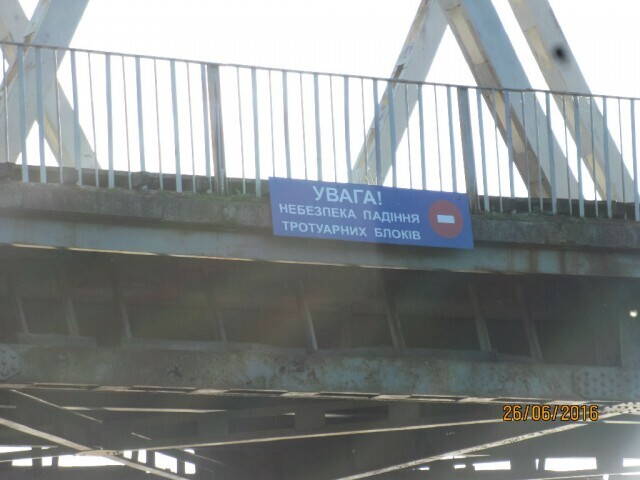 УВАГА!
НЕБЕЗПЕКА ПАДІННЯ
ТРОТУАРНИХ БЛОКІВ
26/06/2016